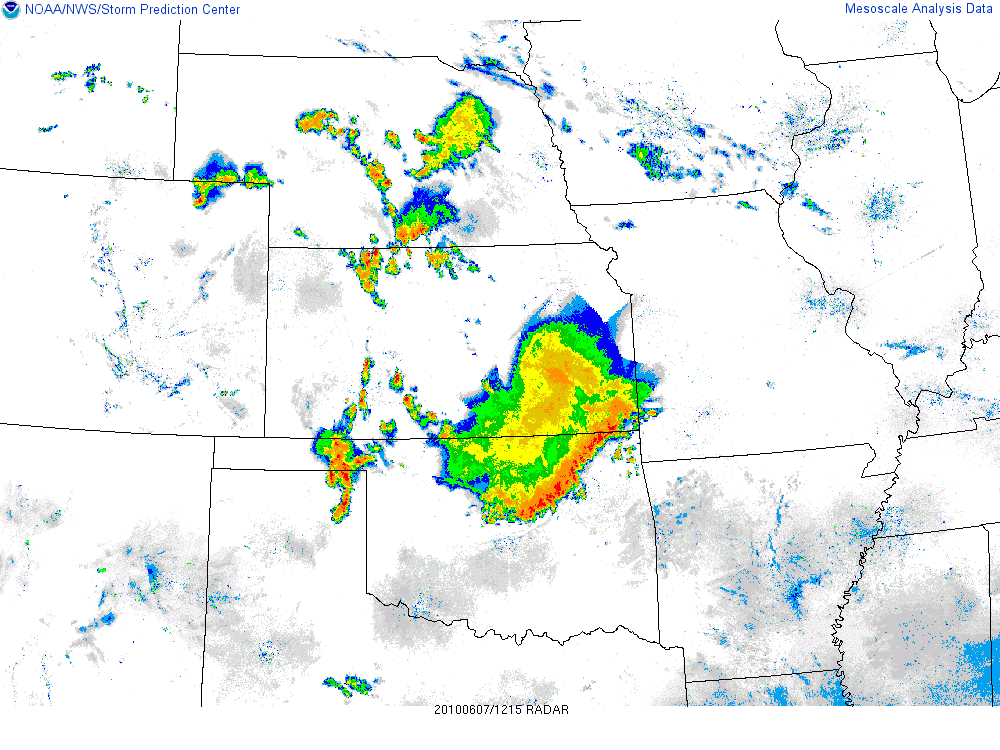 NOAA/NWS/Storm Prediction Center
Mesoscale Analysis Data
20100607/1215 RADAR